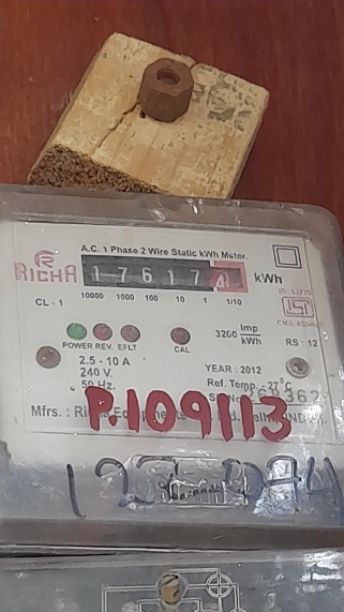 A.C. 1 Phase 2 Wire Static kWh Meter.
RICHA
1 7 6 1 7 4 kWh
CL - 1 10000 1000 100 10 1 1/10
POWER REV. EFLT CAL 3200 Imp/kWh RS : 12
2.5 - 10 A YEAR : 2012
240 V. Ref. Temp. - 27°C
50 Hz.
Mfrs. :
P.109113